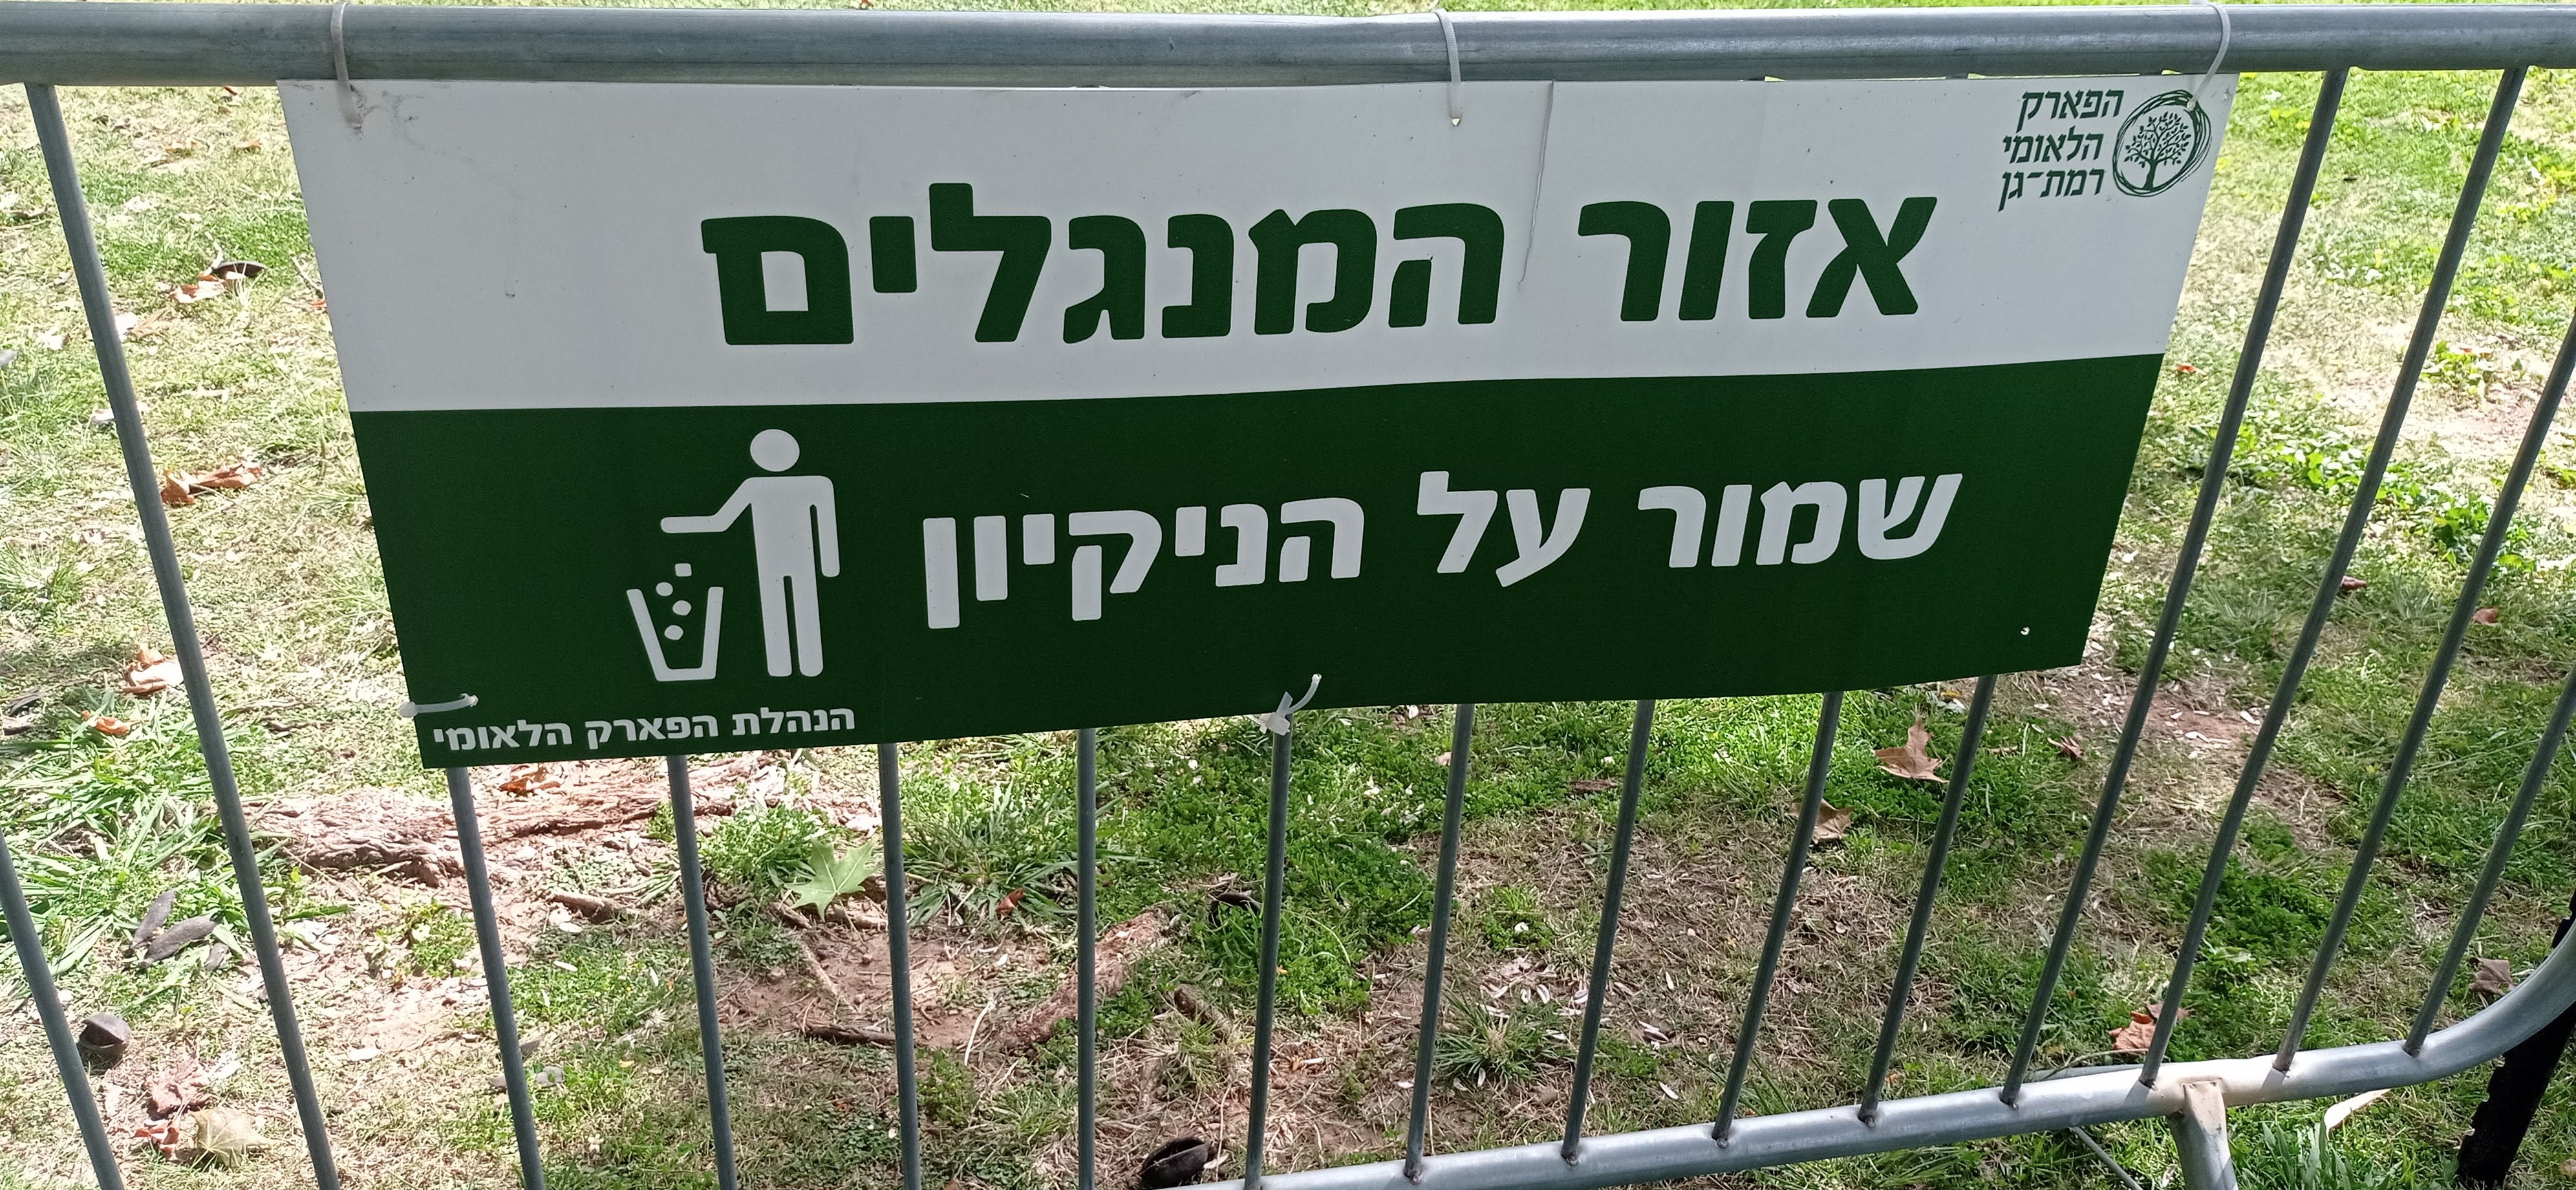 הפארק
הלאומי
רמת-גן
אזור המנגלים
שמור על הניקיון
הנהלת הפארק הלאומי